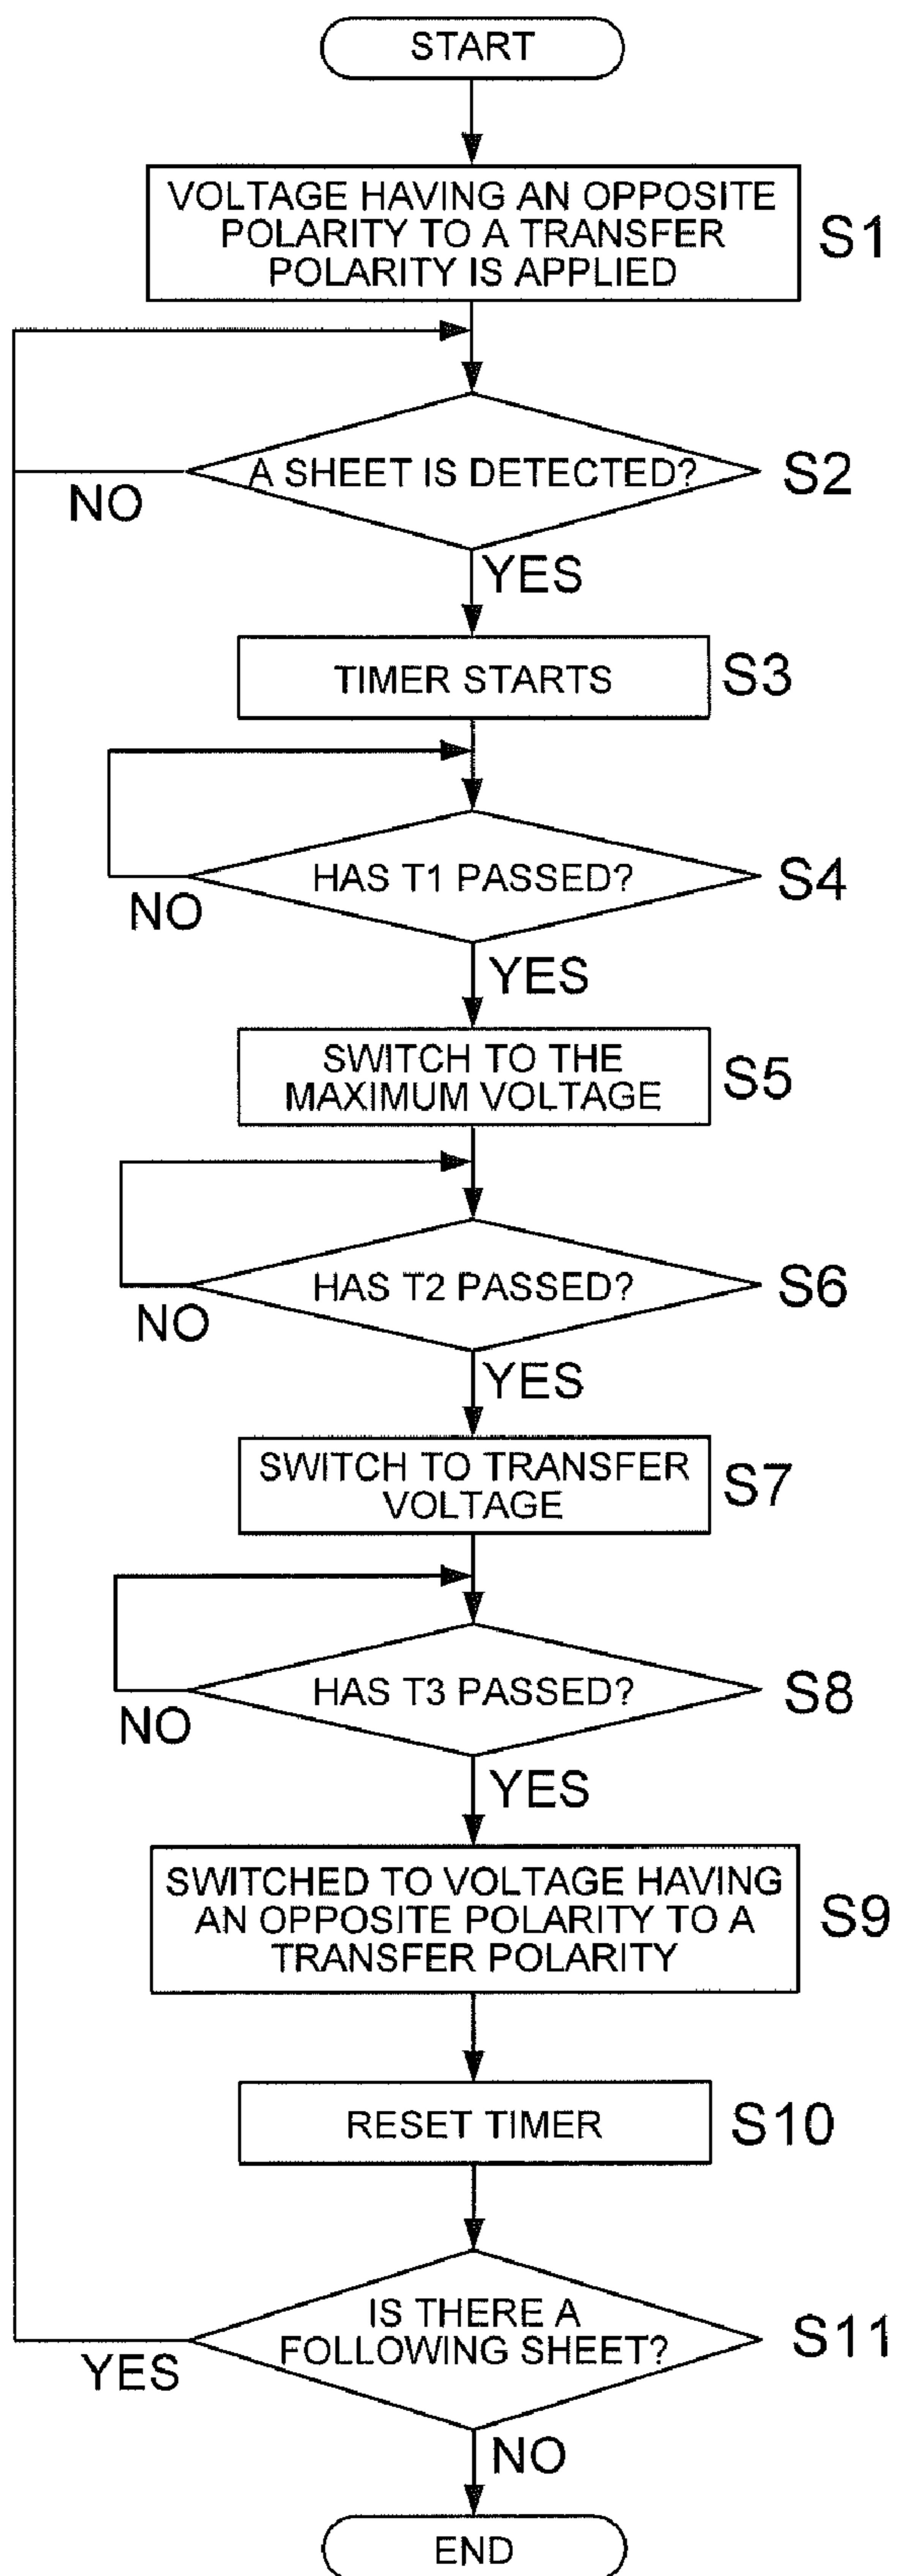 START
VOLTAGE HAVING AN OPPOSITE
POLARITY TO A TRANSFER
POLARITY IS APPLIED
S1
A SHEET IS DETECTED?
S2
NO
YES
TIMER STARTS
S3
HAS T1 PASSED?
S4
NO
YES
SWITCH TO THE
MAXIMUM VOLTAGE
S5
HAS T2 PASSED?
S6
NO
YES
SWITCH TO TRANSFER
VOLTAGE
S7
HAS T3 PASSED?
S8
NO
YES
SWITCHED TO VOLTAGE HAVING
AN OPPOSITE POLARITY TO A
TRANSFER POLARITY
S9
RESET TIMER
S10
IS THERE A
FOLLOWING SHEET?
S11
YES
NO
END